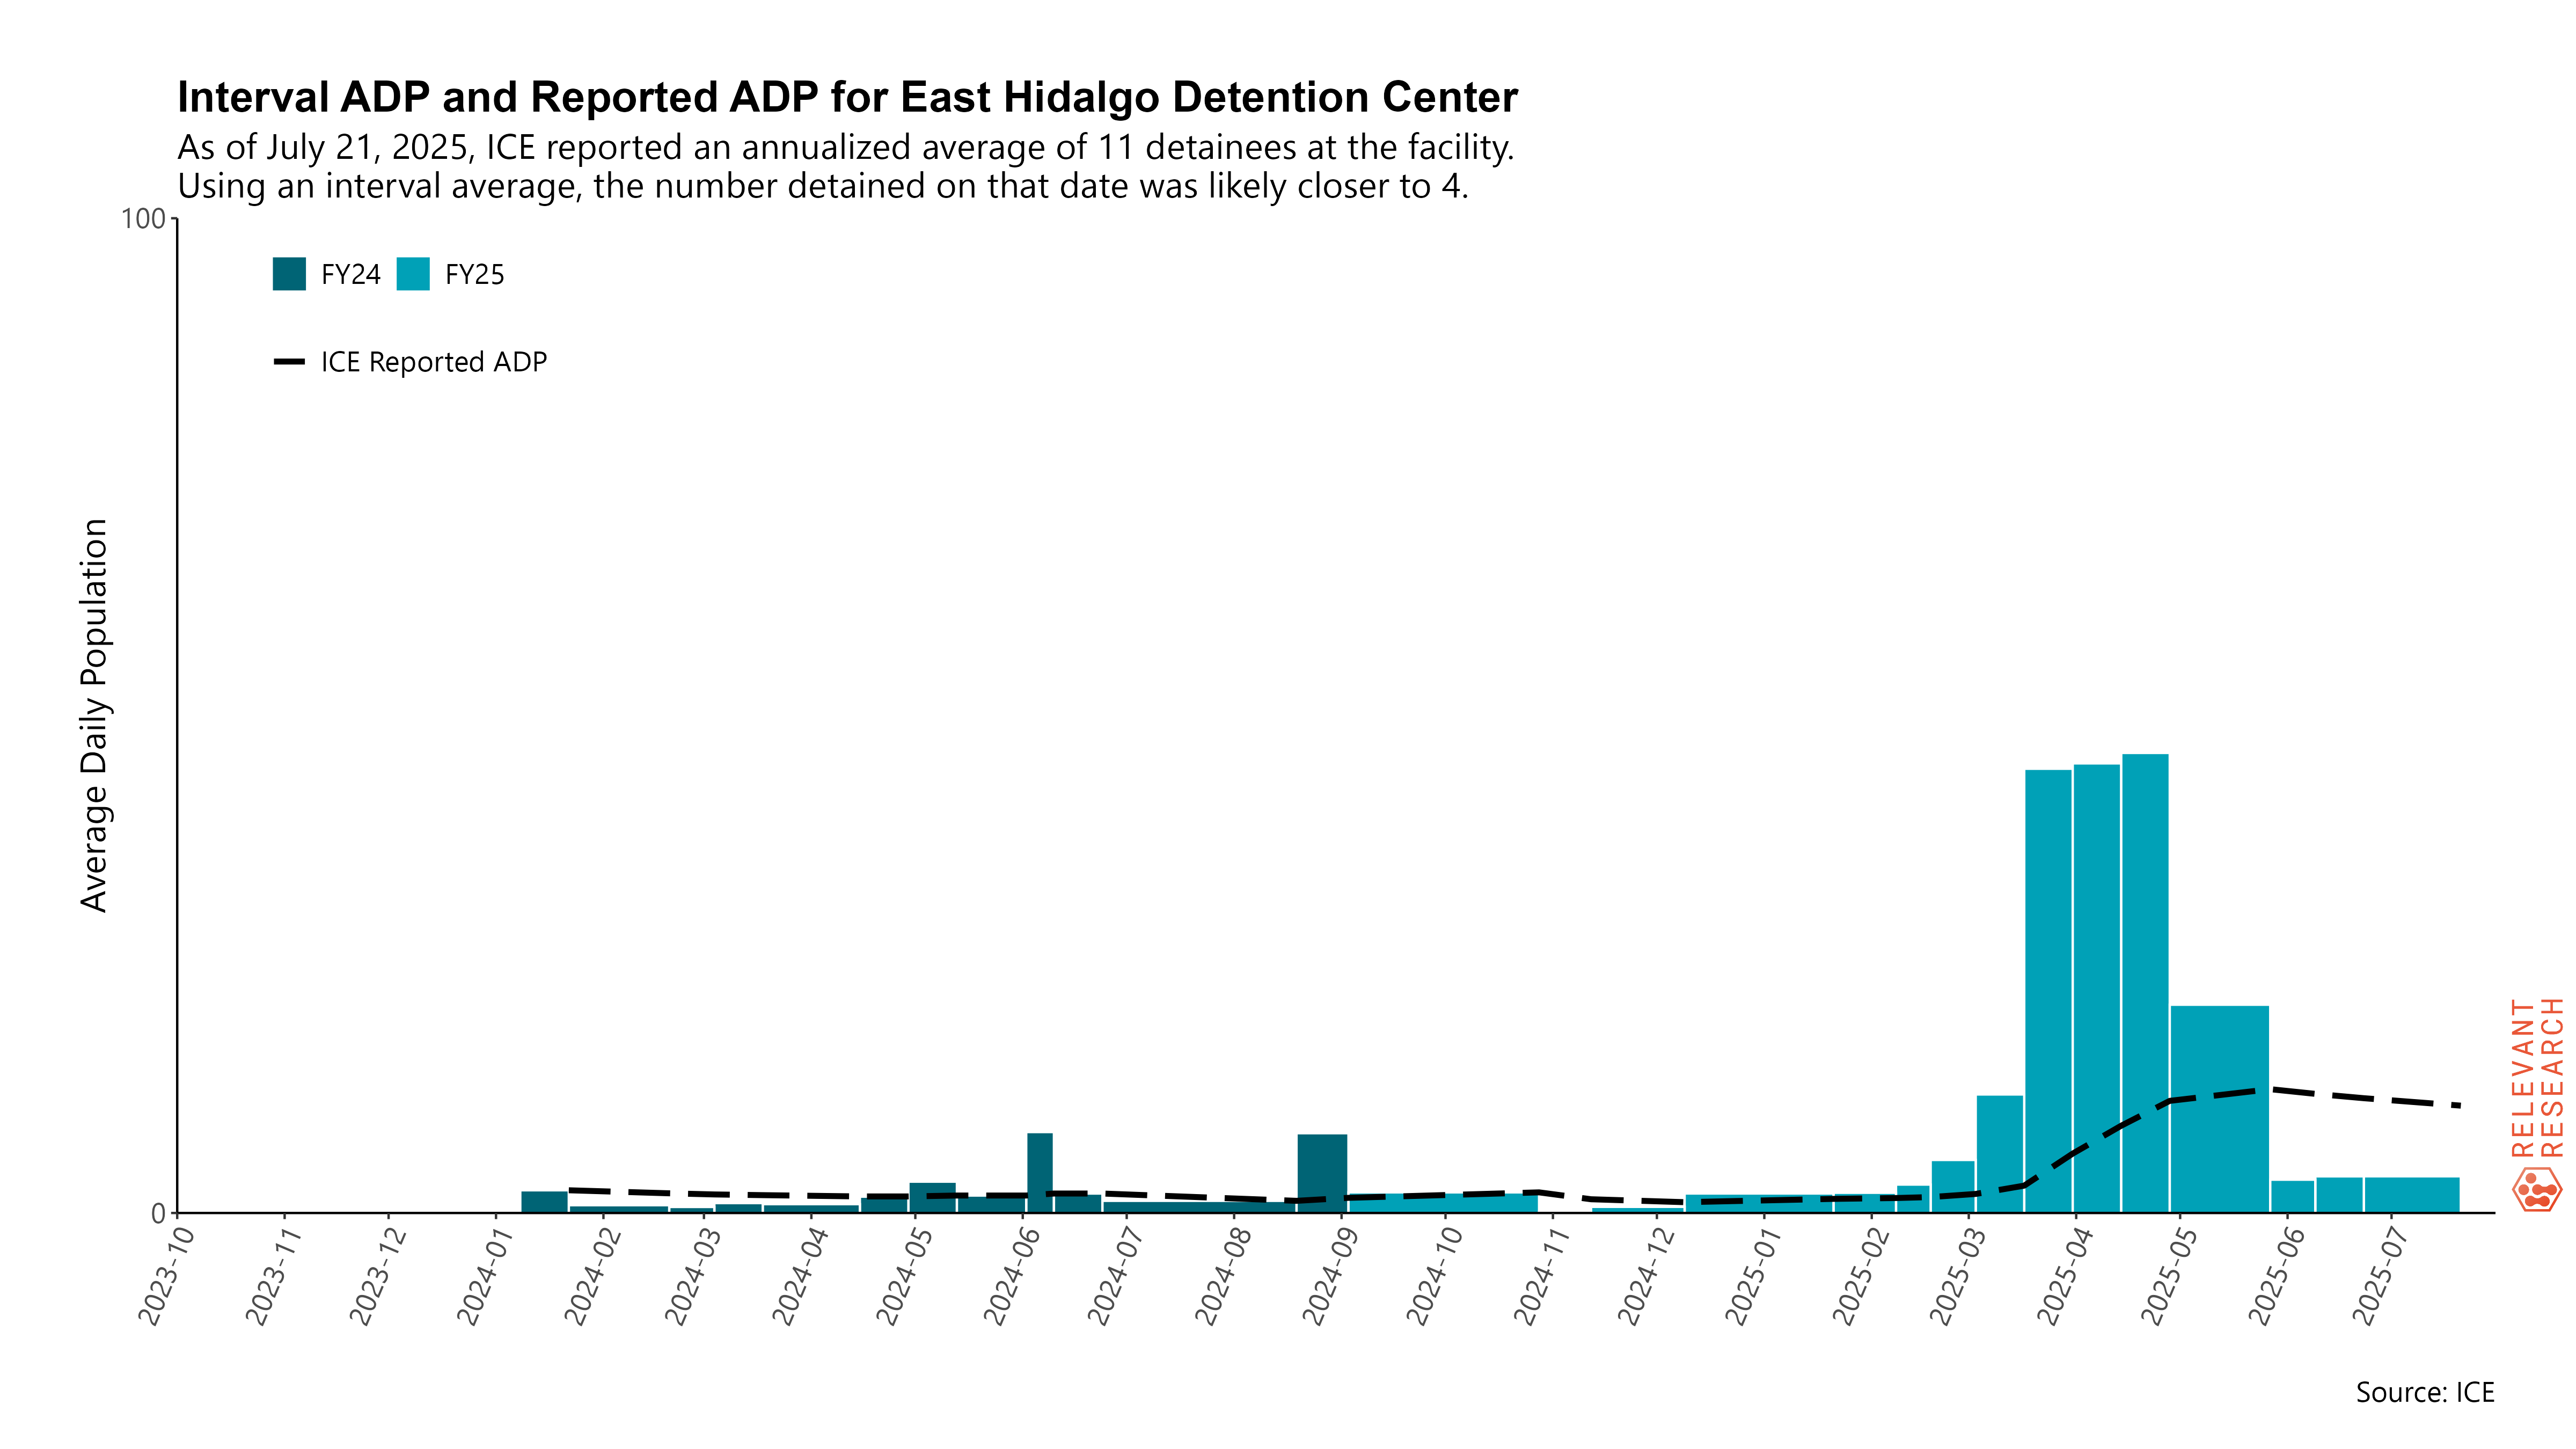 Interval ADP and Reported ADP for East Hidalgo Detention Center
As of July 21, 2025, ICE reported an annualized average of 11 detainees at the facility.
Using an interval average, the number detained on that date was likely closer to 4.
100
FY24 FY25
ICE Reported ADP
Average Daily Population
0
2023-10 2023-11 2023-12 2024-01 2024-02 2024-03 2024-04 2024-05 2024-06 2024-07 2024-08 2024-09 2024-10 2024-11 2024-12 2025-01 2025-02 2025-03 2025-04 2025-05 2025-06 2025-07
RELEVANT
RESEARCH
Source: ICE